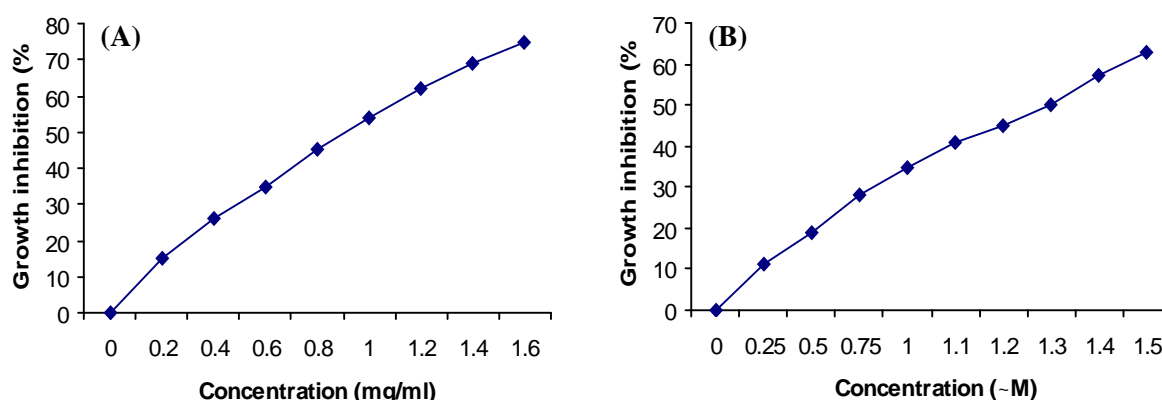 (A)
Growth inhibition (%
80
70
60
50
40
30
20
10
0
0 0.2 0.4 0.6 0.8 1 1.2 1.4 1.6
Concentration (mg/ml)
(B)
Growth inhibition (%
70
60
50
40
30
20
10
0
0 0.25 0.5 0.75 1 1.1 1.2 1.3 1.4 1.5
Concentration (~M)